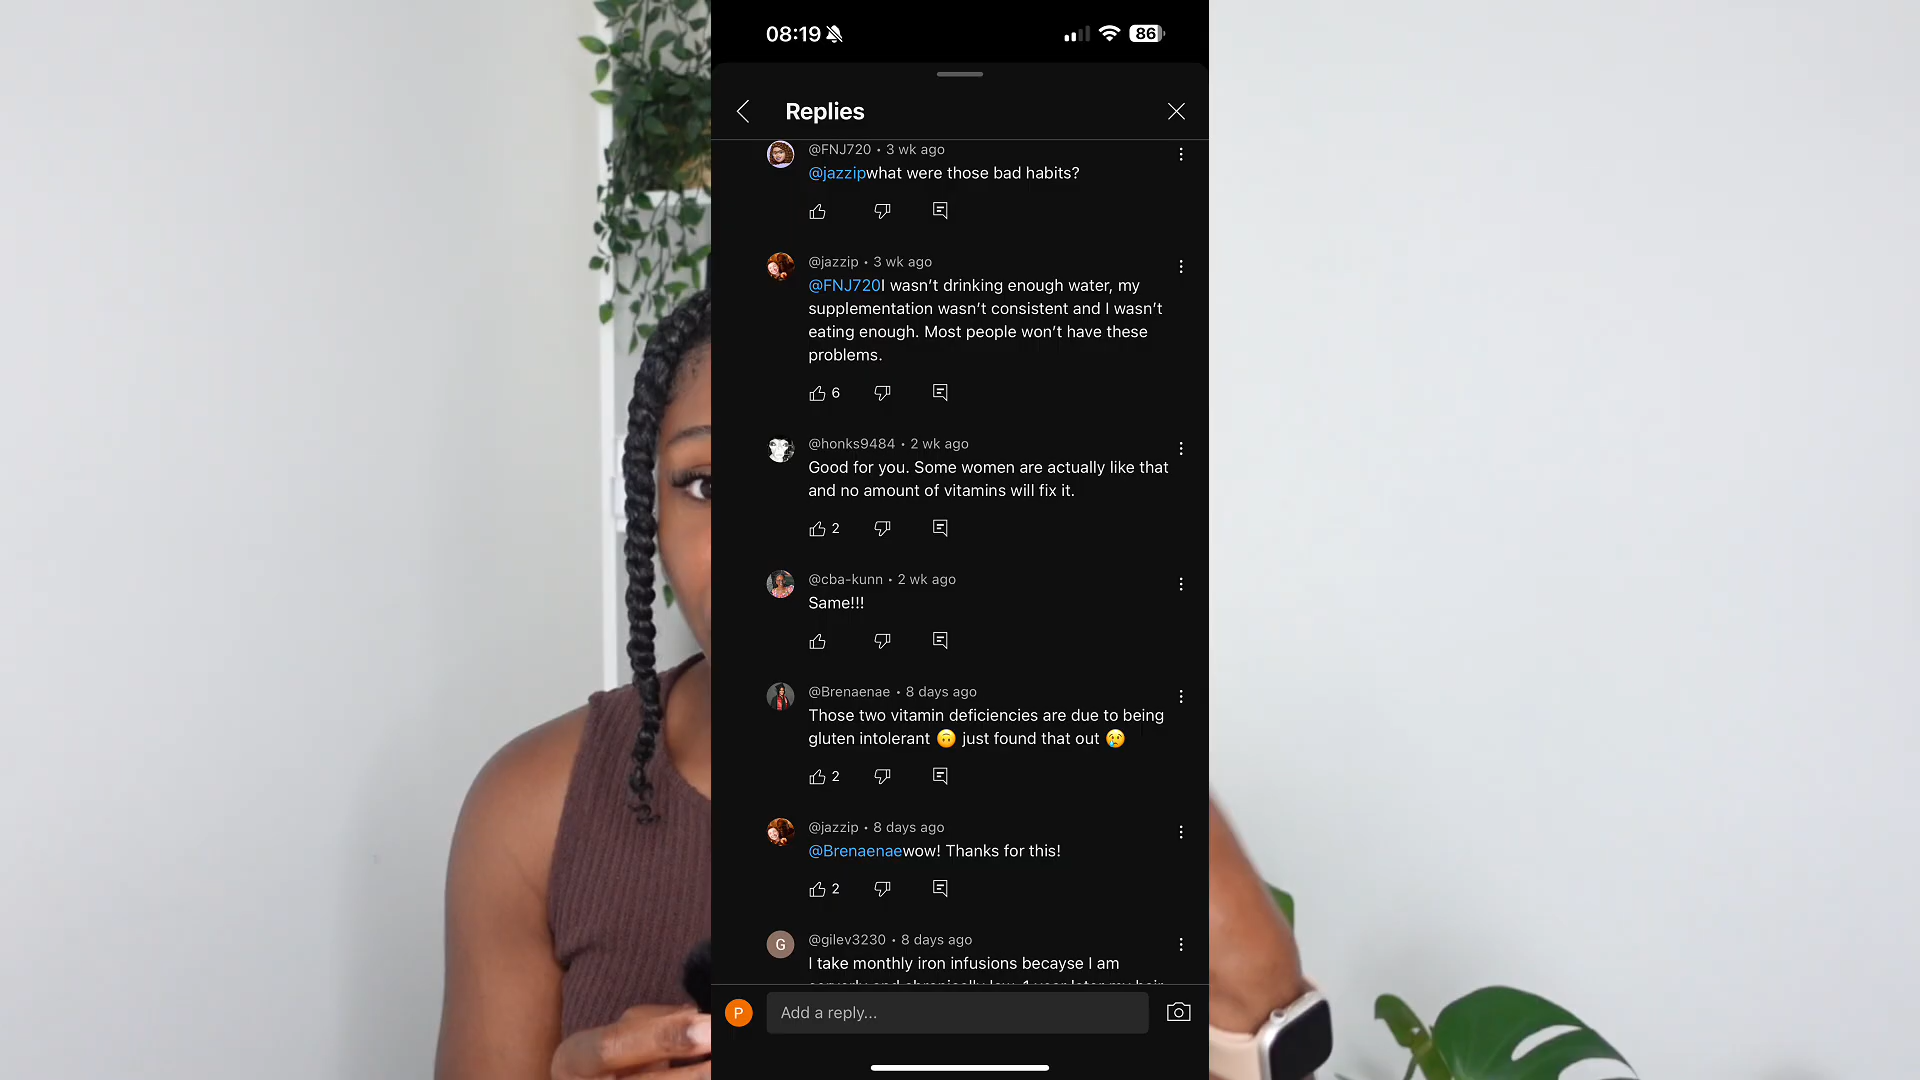 08:19
86
Replies
@FNJ720 • 3 wk ago
@jazzipwhat were those bad habits?
@jazzip • 3 wk ago
@FNJ720I wasn’t drinking enough water, my
supplementation wasn’t consistent and I wasn’t
eating enough. Most people won’t have these
problems.
6
@honks9484 • 2 wk ago
Good for you. Some women are actually like that
and no amount of vitamins will fix it.
2
@cba-kunn • 2 wk ago
Same!!!
@Brenaenae • 8 days ago
Those two vitamin deficiencies are due to being
gluten intolerant 🙃 just found that out 😢
2
@jazzip • 8 days ago
@Brenaenaewow! Thanks for this!
2
G
@gilev3230 • 8 days ago
I take monthly iron infusions becayse I am
P
Add a reply...